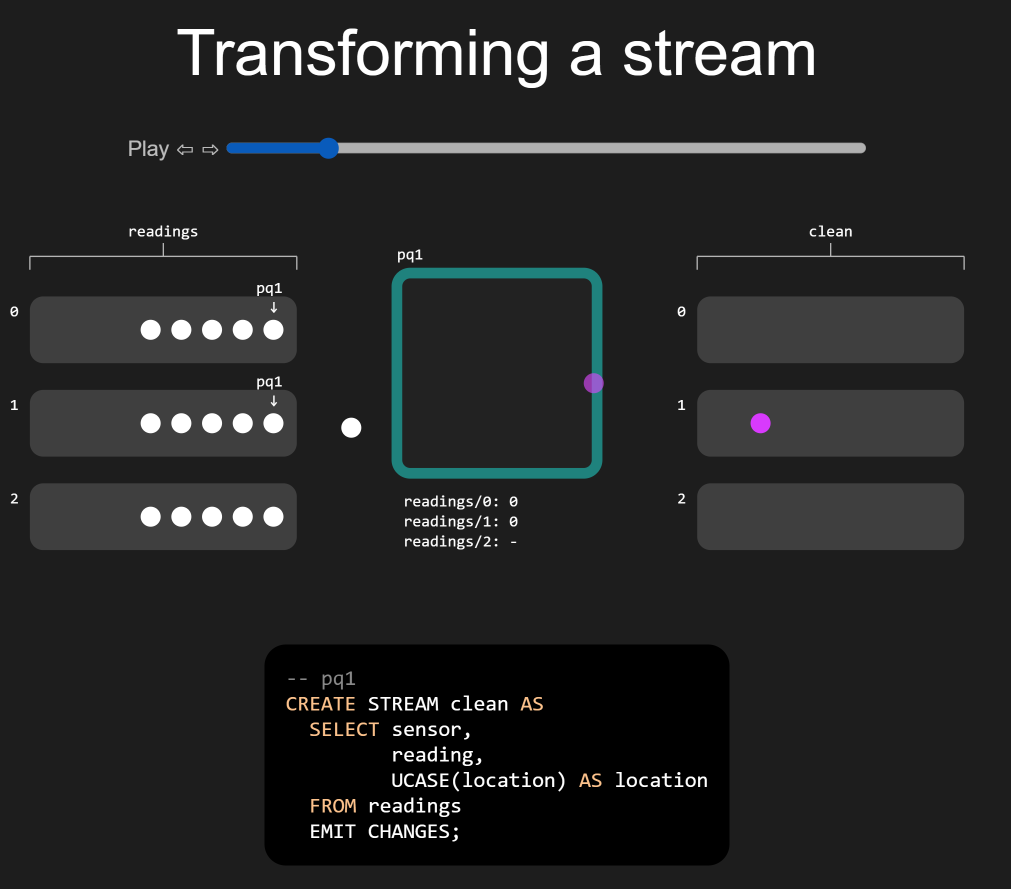 Transforming a stream
Play ⇦ ⇨
readings
clean
pq1
pq1
↓
0
0
pq1
↓
1
1
2
2
readings/0: 0
readings/1: 0
readings/2: -
-- pq1
CREATE STREAM clean AS
  SELECT sensor,
         reading,
         UCASE(location) AS location
  FROM readings
  EMIT CHANGES;